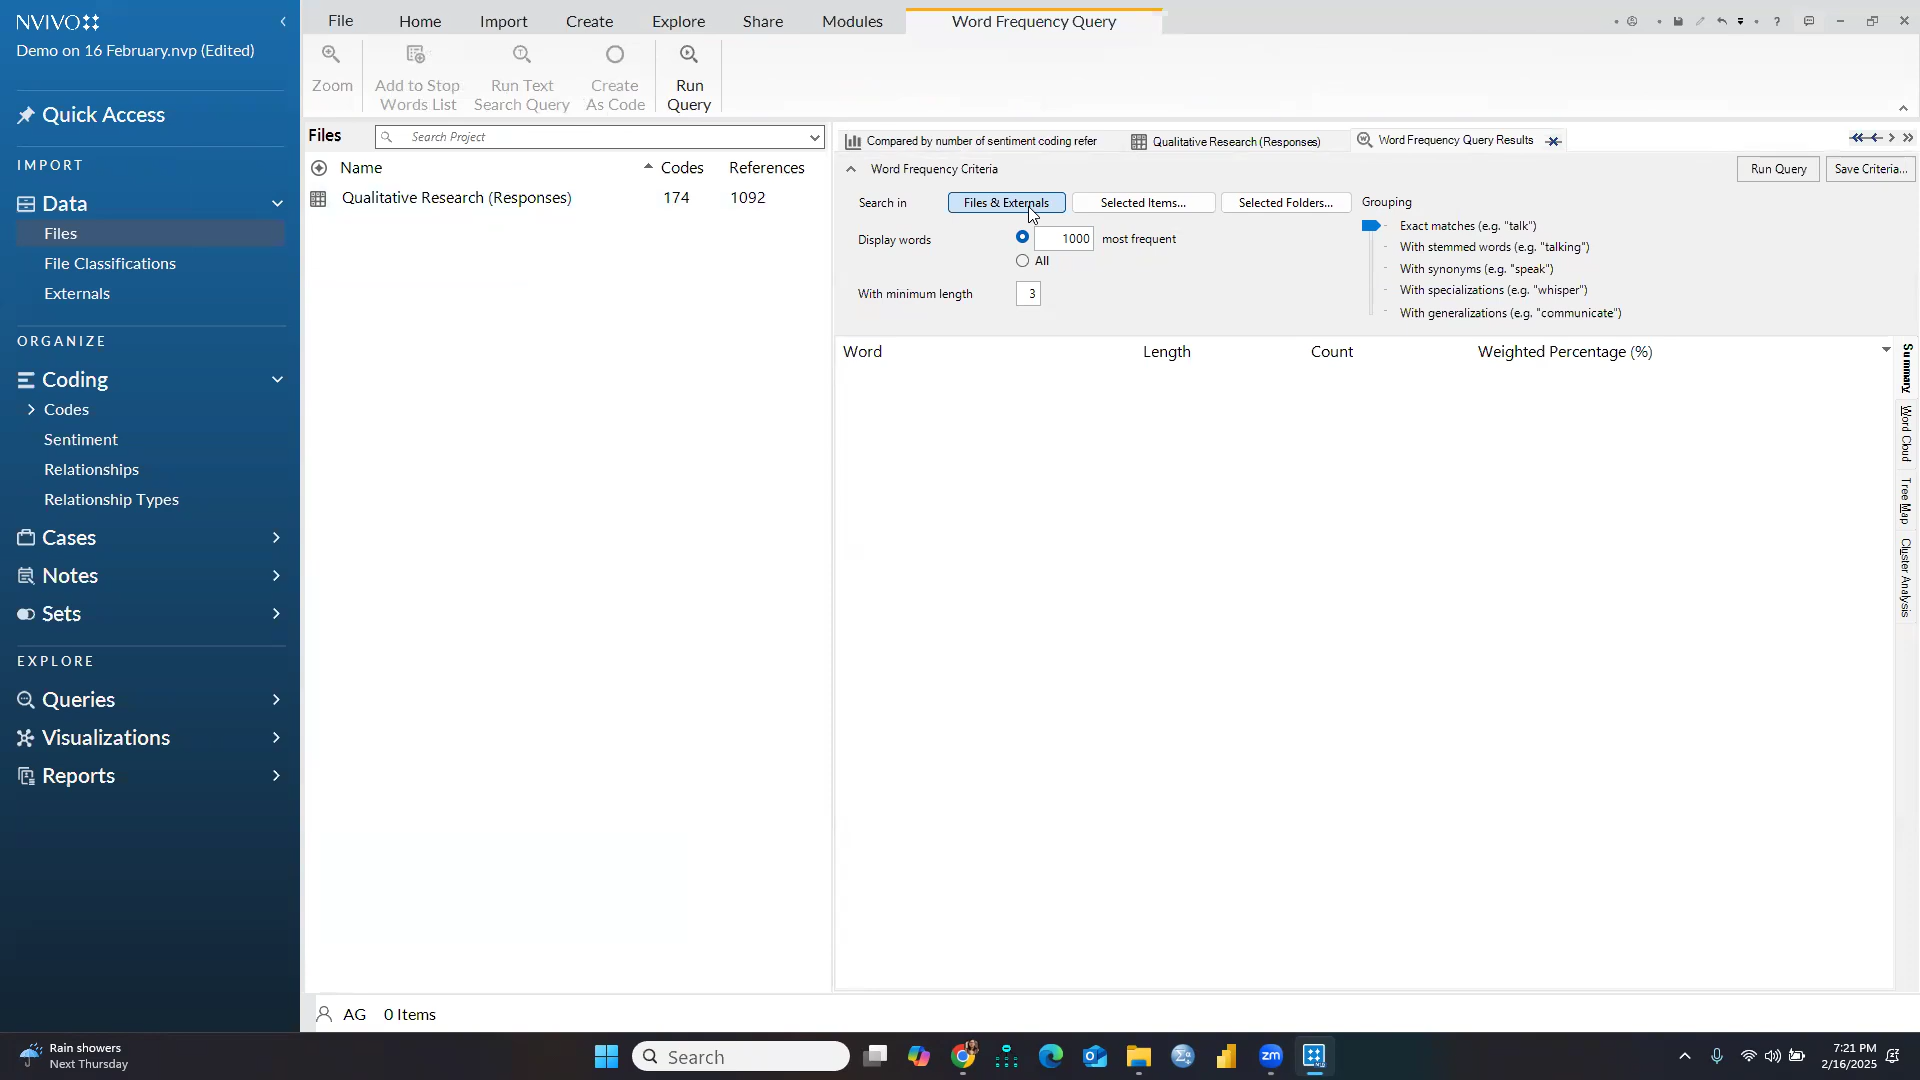 NVIVO
Demo on 16 February.nvp (Edited)
Quick Access
IMPORT
Data
Files
File Classifications
Externals
ORGANIZE
Coding
Codes
Sentiment
Relationships
Relationship Types
Cases
Notes
Sets
EXPLORE
Queries
Visualizations
Reports
File Home Import Create Explore Share Modules Word Frequency Query
Zoom
Add to Stop Words List
Run Text Search Query
Create As Code
Run Query
Files
Search Project
Name Codes References
Qualitative Research (Responses) 174 1092
Compared by number of sentiment coding refer
Qualitative Research (Responses)
Word Frequency Query Results
Word Frequency Criteria
Run Query
Save Criteria...
Search in
Files & Externals
Selected Items...
Selected Folders...
Display words
1000 most frequent
All
With minimum length 3
Grouping
Exact matches (e.g. "talk")
With stemmed words (e.g. "talking")
With synonyms (e.g. "speak")
With specializations (e.g. "whisper")
With generalizations (e.g. "communicate")
Word Length Count Weighted Percentage (%)
Summary
Word Cloud
Tree Map
Cluster Analysis
AG 0 Items
Rain showers
Next Thursday
Search
zm
7:21 PM
2/16/2025